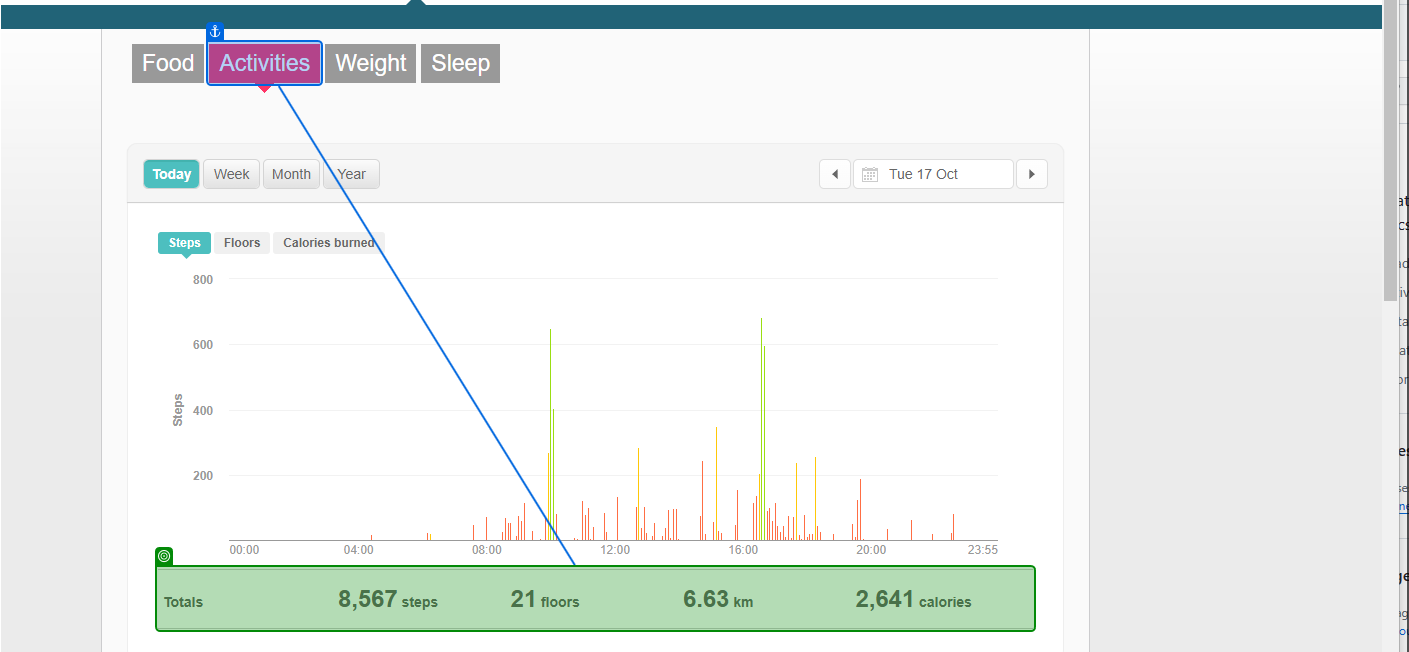 Food Activities Weight Sleep
Today Week Month Year Tue 17 Oct
Steps Floors Calories burned
800
600
400
200
Steps
00:00 04:00 08:00 12:00 16:00 20:00 23:55
Totals 8,567 steps 21 floors 6.63 km 2,641 calories